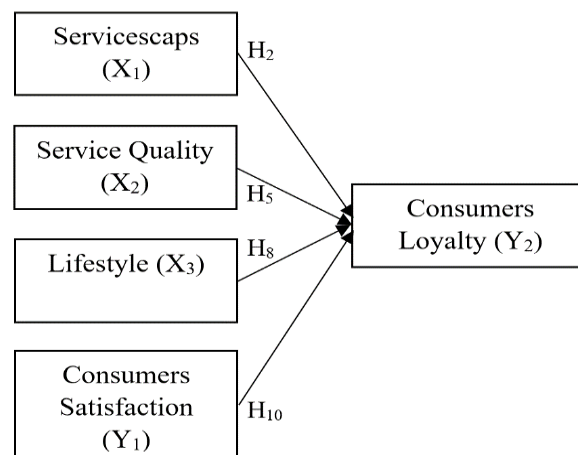 Servicescaps
(X₁)
H₂
Service Quality
(X₂)
H₅
Lifestyle (X₃)
H₈
Consumers
Satisfaction
(Y₁)
H₁₀
Consumers
Loyalty (Y₂)